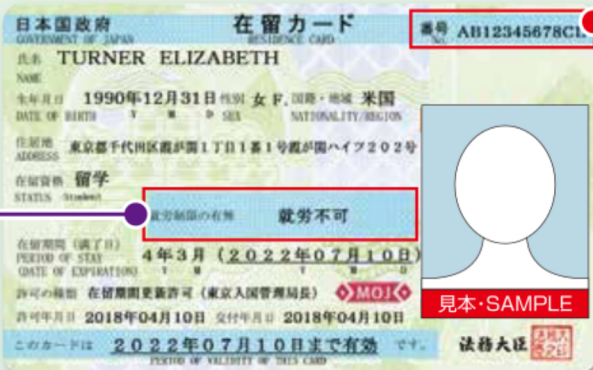 日本国政府 在留カード 番号 AB12345678CD
GOVERNMENT OF JAPAN RESIDENCE CARD No.
氏名 TURNER ELIZABETH
NAME
生年月日 1990年12月31日 性別 女 F. 国籍・地域 米国
DATE OF BIRTH Y M D SEX NATIONALITY/REGION
住居地 東京都千代田区霞が関1丁目1番1号霞が関ハイツ202号
ADDRESS
在留資格 留学
STATUS Student
就労制限の有無 就労不可
在留期間(満了日) 4年3月(2022年07月10日)
PERIOD OF STAY
(DATE OF EXPIRATION) Y M Y M D
許可の種類 在留期間更新許可(東京入国管理局長) MOJ
見本・SAMPLE
許可年月日 2018年04月10日 交付年月日 2018年04月10日
このカードは 2022年07月10日まで有効 です。 法務大臣
PERIOD OF VALIDITY OF THIS CARD